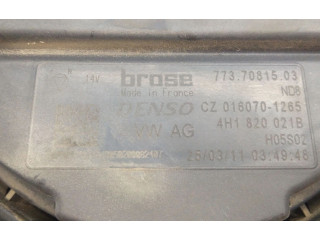 14V brose 773.70815.03
Made in France ND8
DENSO CZ 016070-1265
AG 4H1 820 021B
H05S02
25/03/11 03:49:48